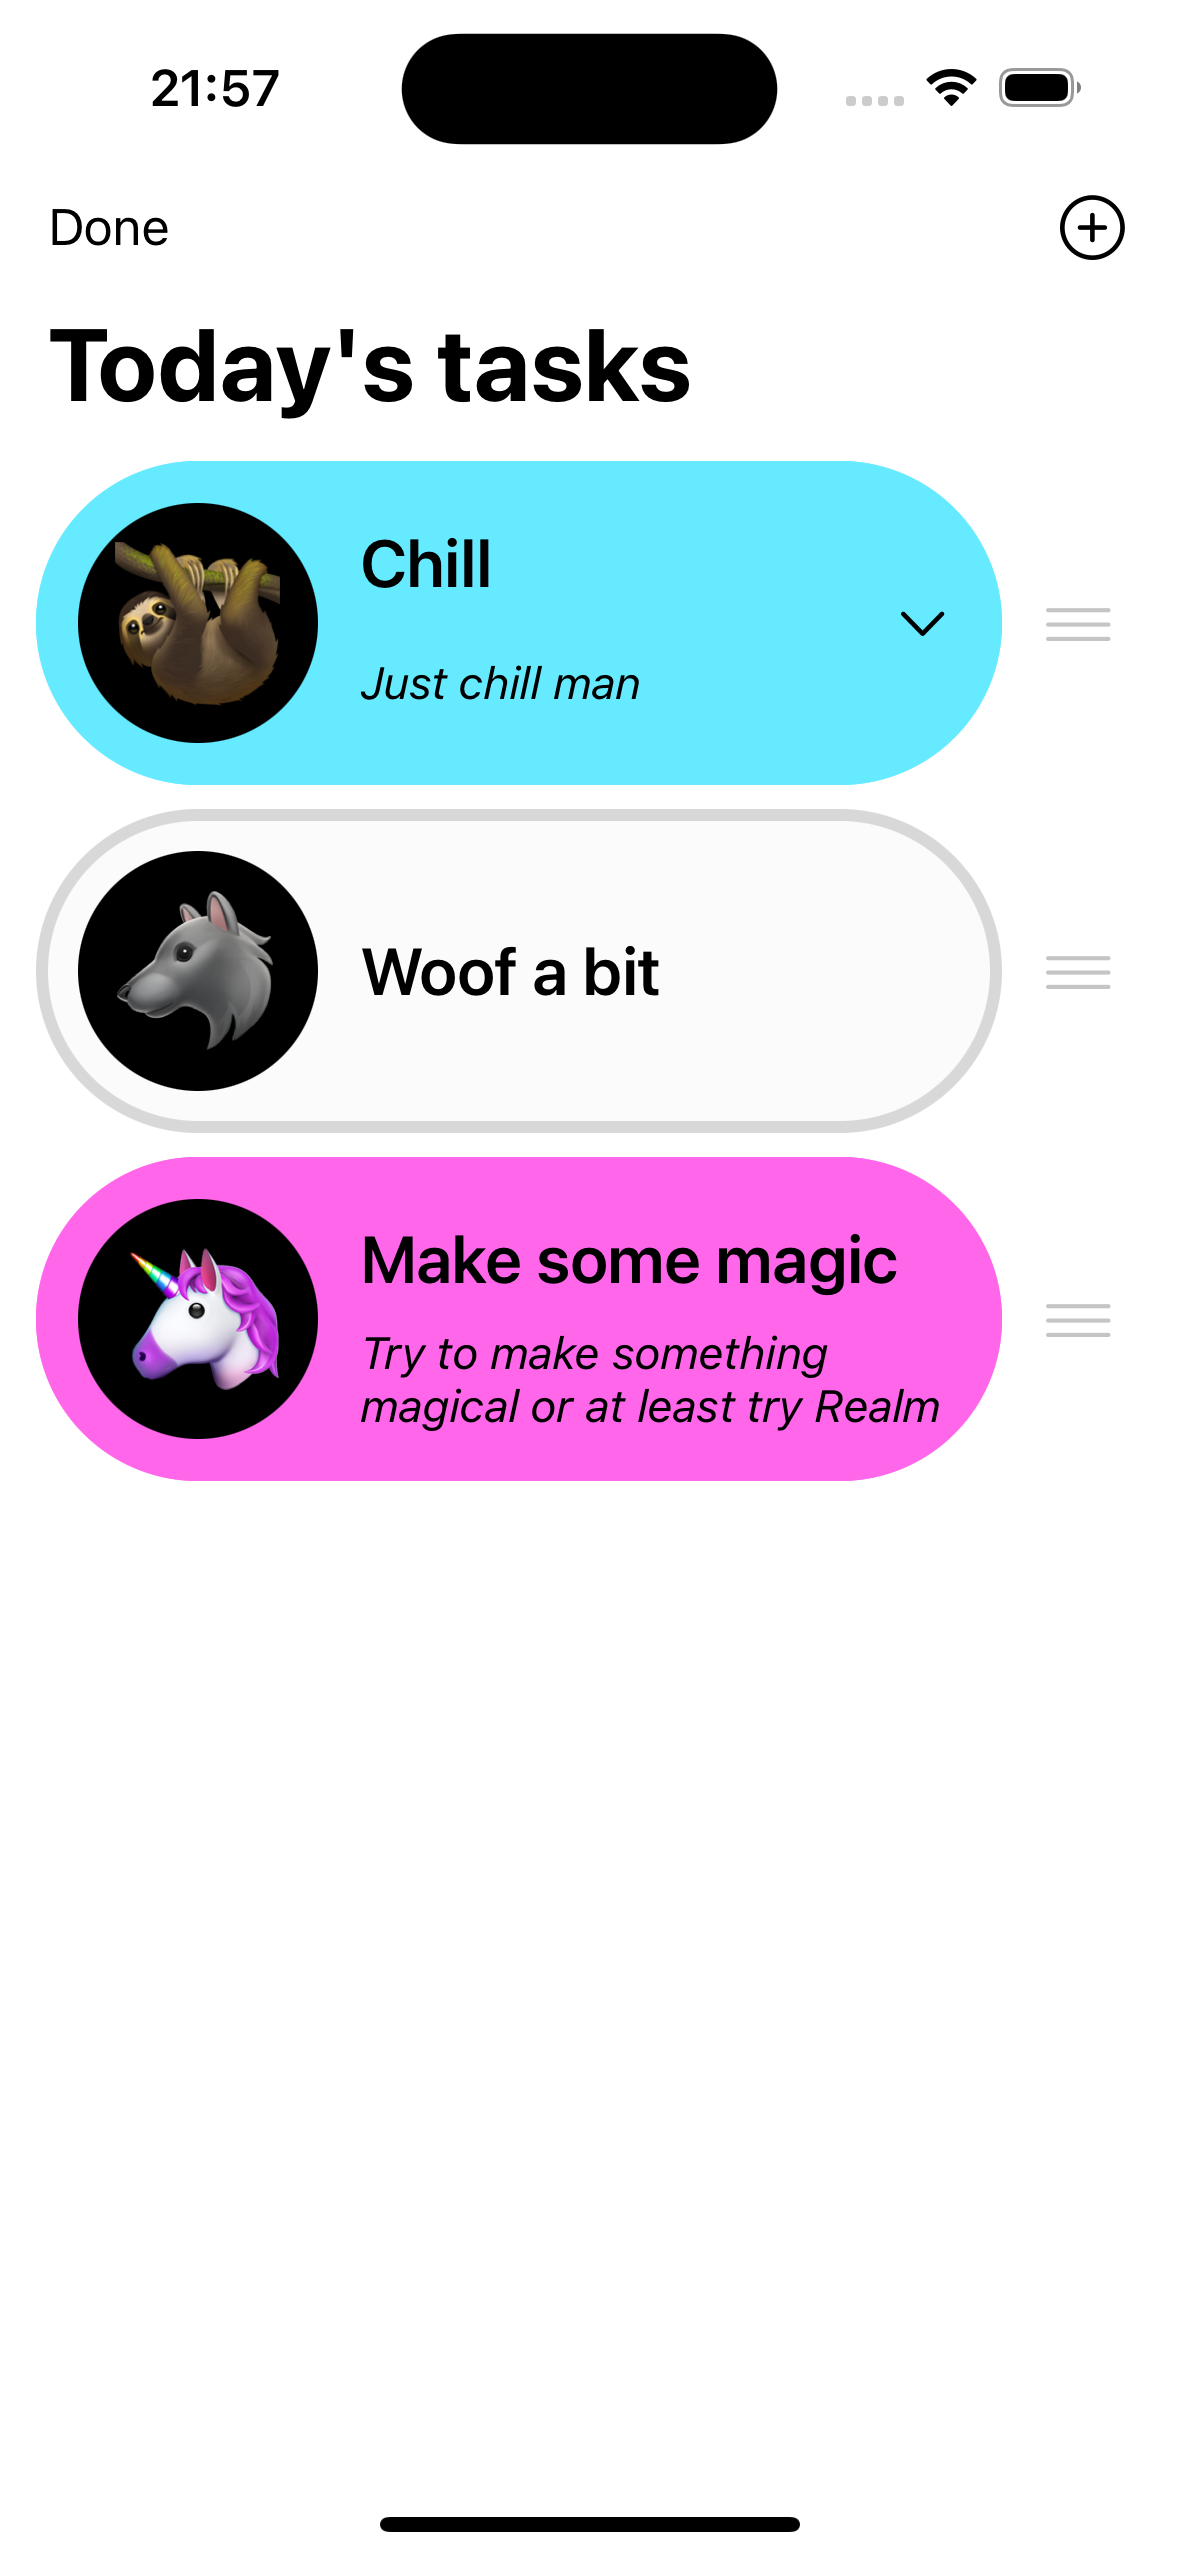 21:57
Done
Today's tasks
Chill
Just chill man
Woof a bit
Make some magic
Try to make something
magical or at least try Realm